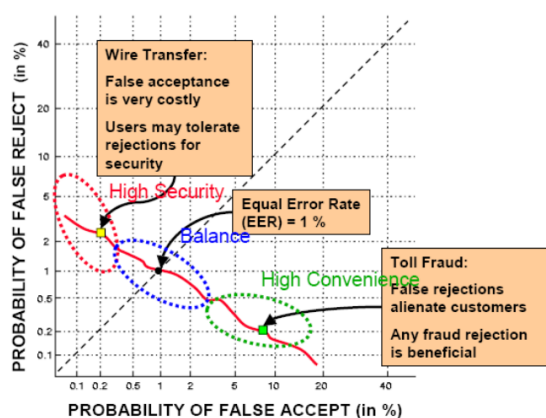 PROBABILITY OF FALSE REJECT (in %)
40
20
10
5
2
1
0.5
0.2
0.1
Wire Transfer:
False acceptance
is very costly
Users may tolerate
rejections for
security
High Security
Equal Error Rate
(EER) = 1 %
Balance
High Convenience
Toll Fraud:
False rejections
alienate customers
Any fraud rejection
is beneficial
0.1 0.2 0.5 1 2 5 10 20 40
PROBABILITY OF FALSE ACCEPT (in %)